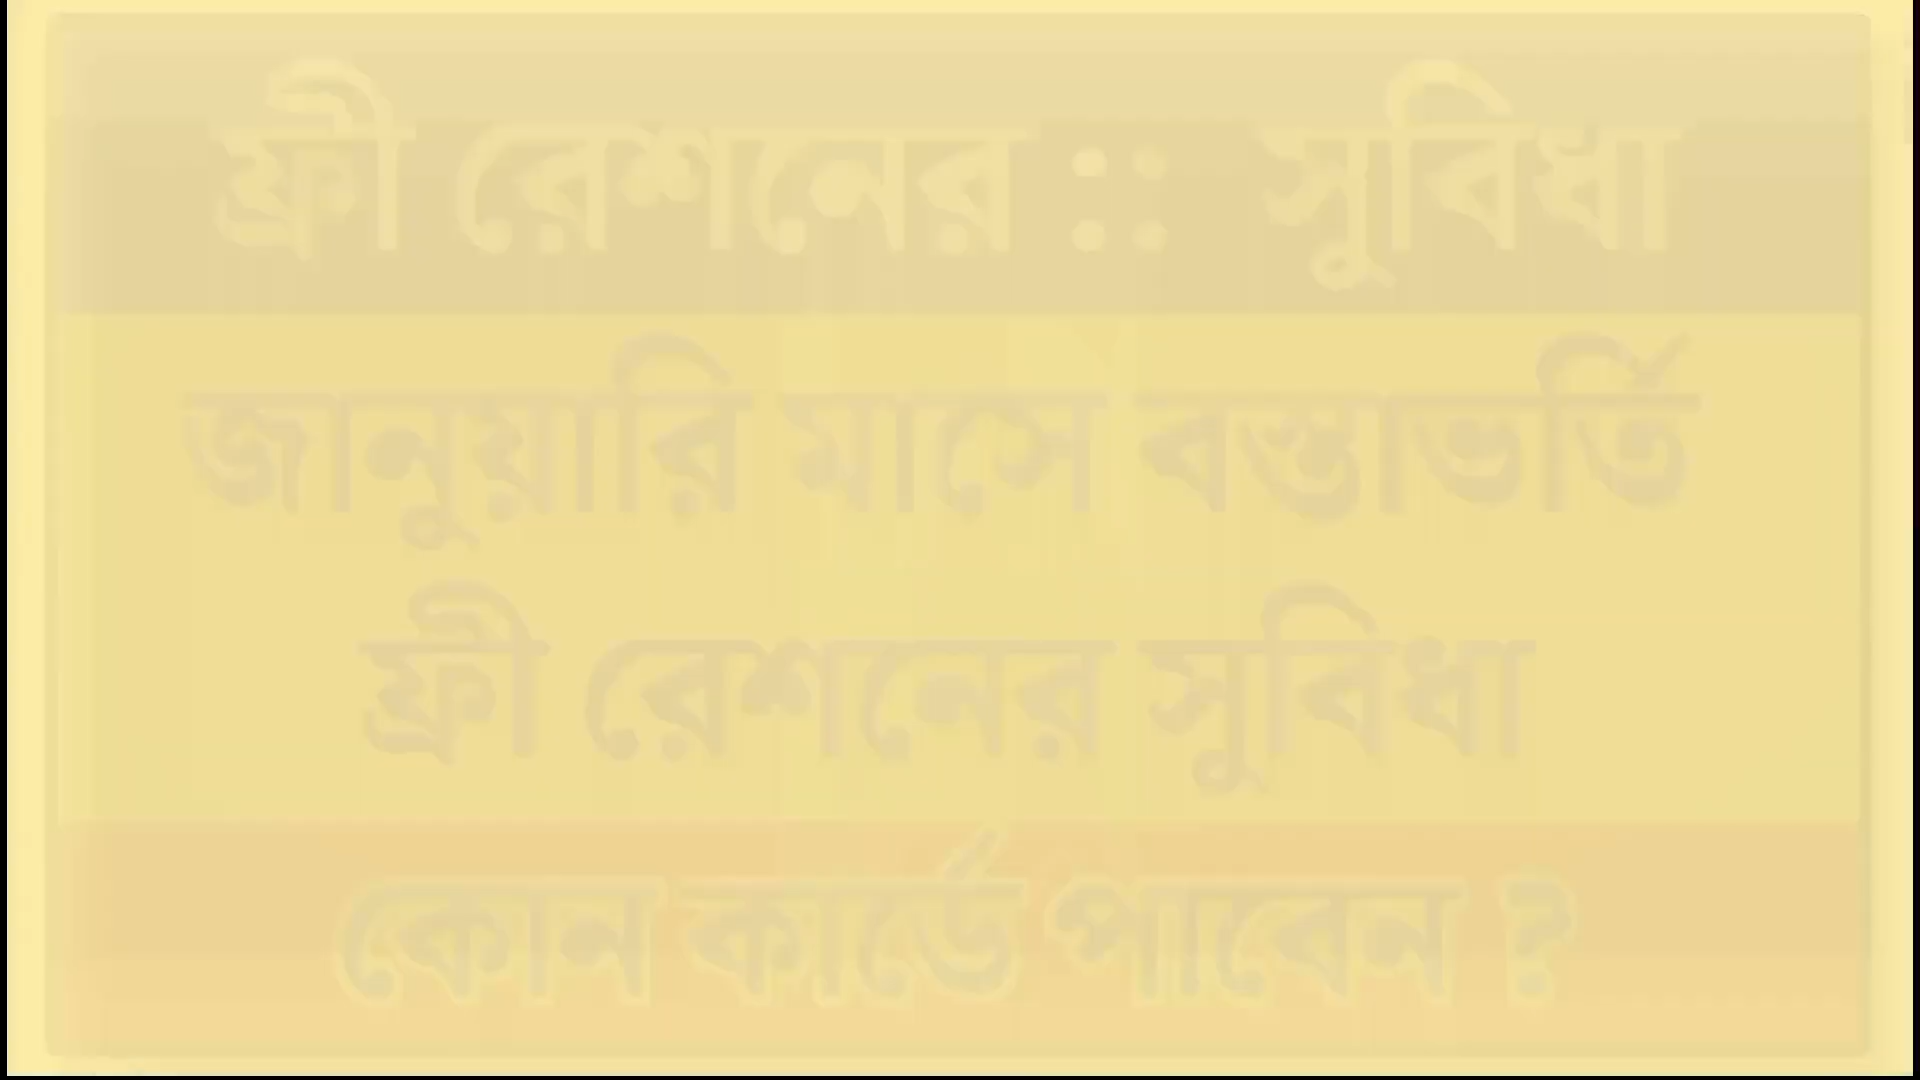 ফ্রী রেশনের :: সুবিধা
জানুয়ারি মাসে বস্তাভর্তি
ফ্রী রেশনের সুবিধা
কোন কার্ডে পাবেন ?